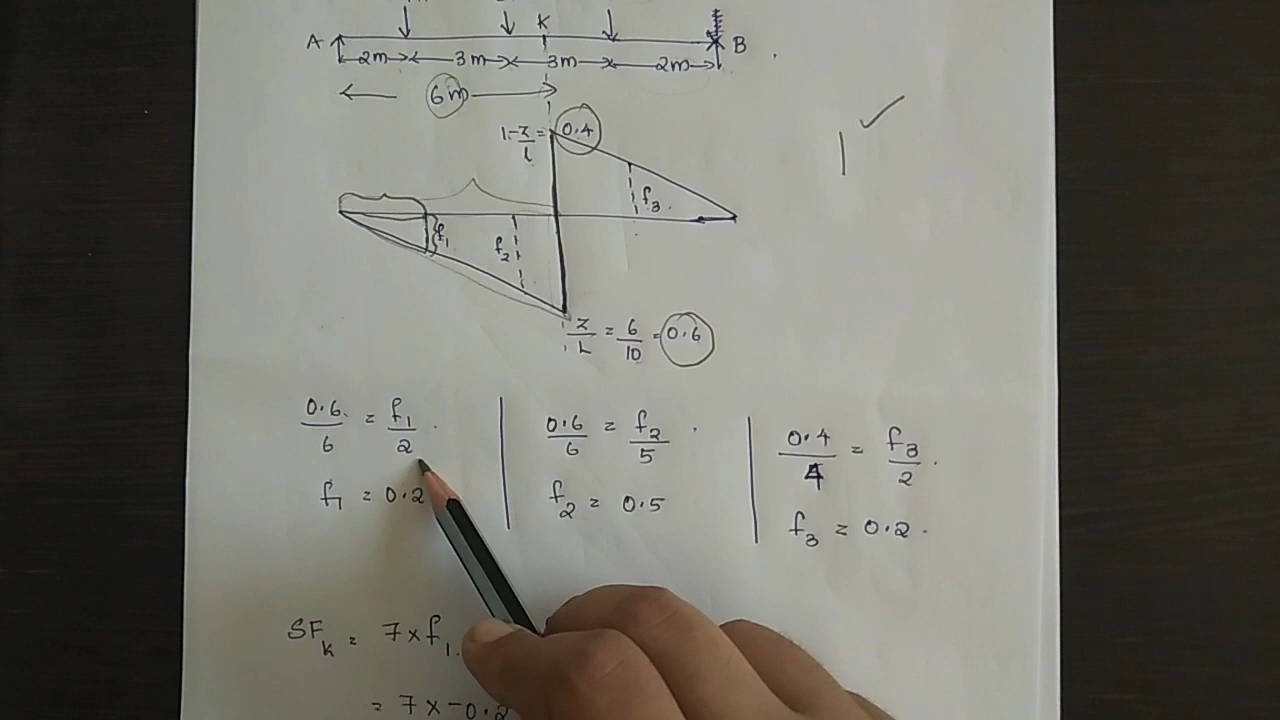 A K B
2m 3m 3m 2m
6m
1-z/l = 0.4
1 ✓
f3
f1
f2
z/L = 6/10 = 0.6
0.6/6 = f1/2 | 0.6/6 = f2/5 | 0.4/4 = f3/2
f1 = 0.2 | f2 = 0.5 | f3 = 0.2
SFk = 7×f1
= 7×-0.2